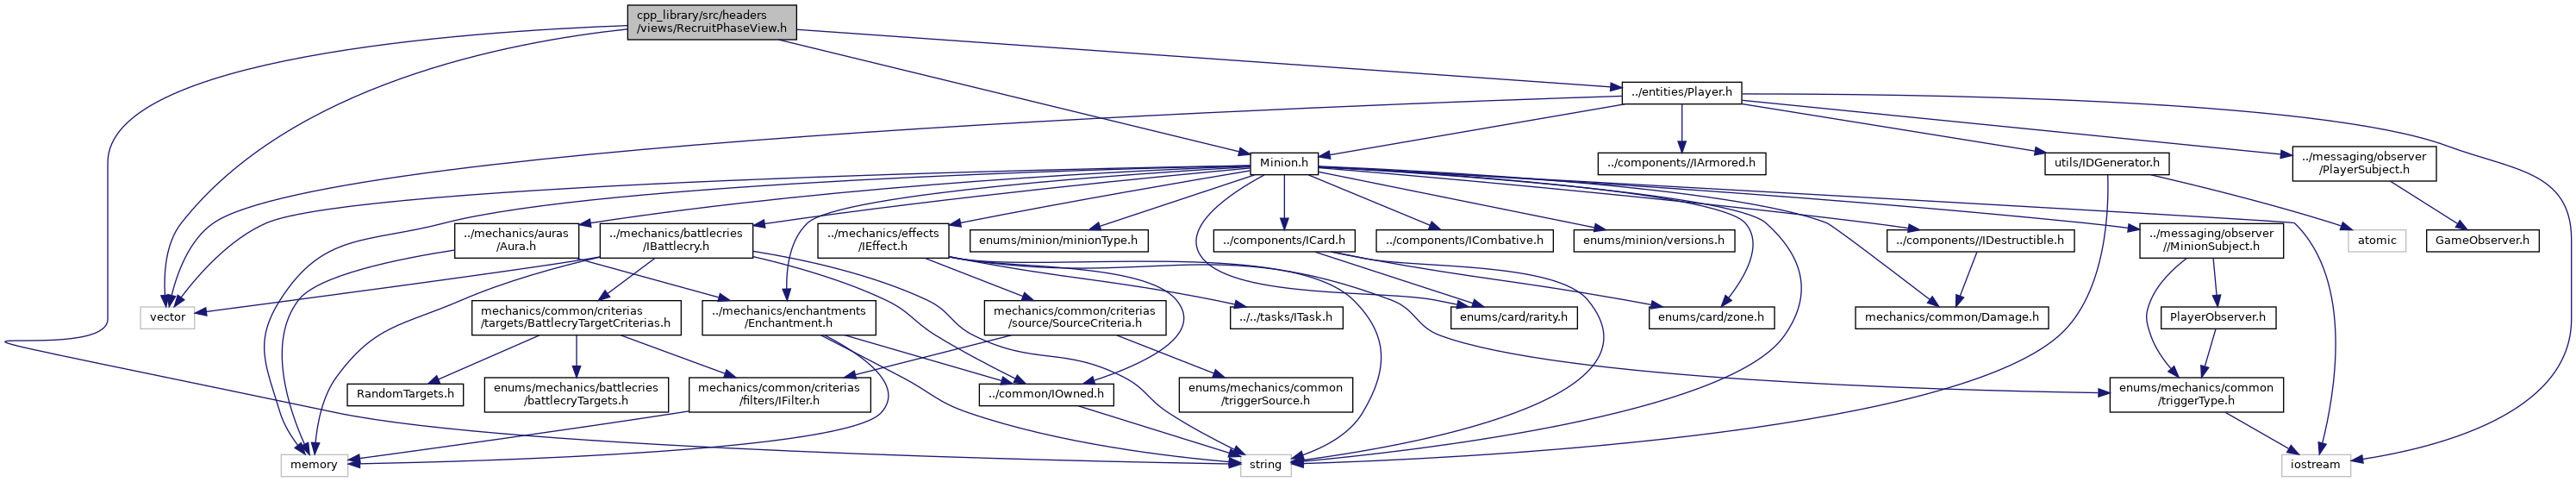 cpp_library/src/headers
/views/RecruitPhaseView.h
../entities/Player.h
Minion.h
../components//IArmored.h
utils/IDGenerator.h
../messaging/observer
/PlayerSubject.h
../mechanics/auras
/Aura.h
../mechanics/battlecries
/IBattlecry.h
../mechanics/effects
/IEffect.h
enums/minion/minionType.h
../components/ICard.h
../components/ICombative.h
enums/minion/versions.h
../components//IDestructible.h
../messaging/observer
//MinionSubject.h
atomic
GameObserver.h
vector
mechanics/common/criterias
/targets/BattlecryTargetCriterias.h
../mechanics/enchantments
/Enchantment.h
mechanics/common/criterias
/source/SourceCriteria.h
../../tasks/ITask.h
enums/card/rarity.h
enums/card/zone.h
mechanics/common/Damage.h
PlayerObserver.h
RandomTargets.h
enums/mechanics/battlecries
/battlecryTargets.h
mechanics/common/criterias
/filters/IFilter.h
../common/IOwned.h
enums/mechanics/common
/triggerSource.h
enums/mechanics/common
/triggerType.h
memory
string
iostream